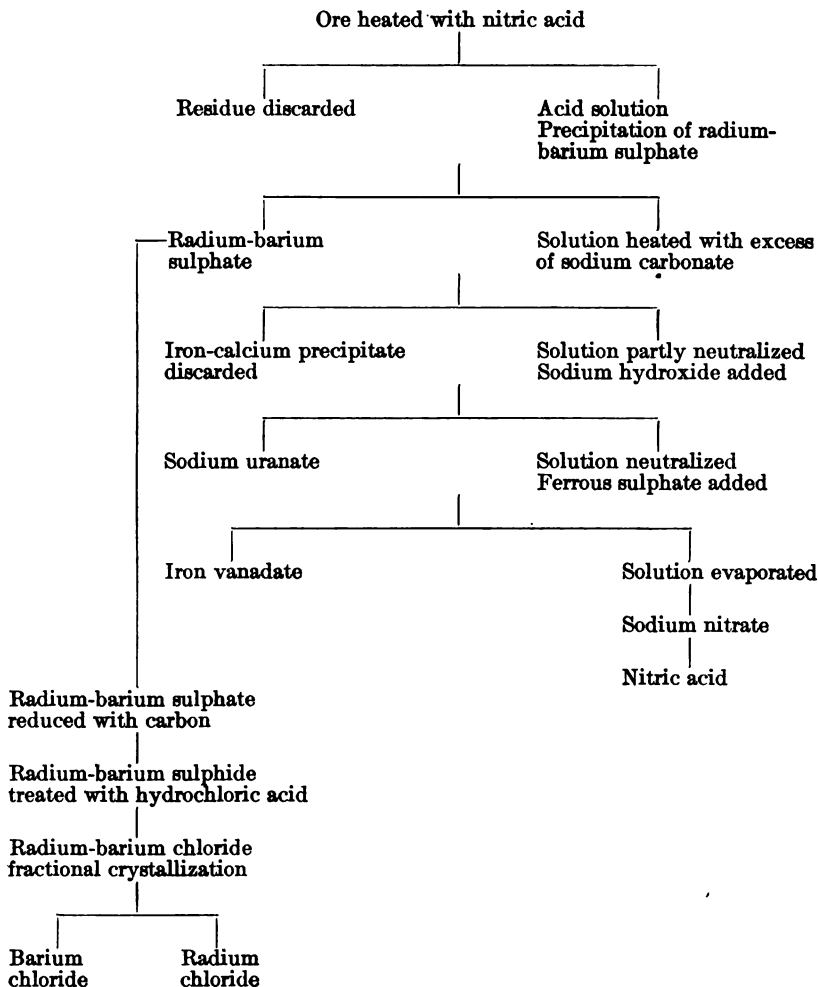 Ore heated with nitric acid
Residue discarded
Acid solution
Precipitation of radium-
barium sulphate
Radium-barium
sulphate
Solution heated with excess
of sodium carbonate
Iron-calcium precipitate
discarded
Solution partly neutralized
Sodium hydroxide added
Sodium uranate
Solution neutralized
Ferrous sulphate added
Iron vanadate
Solution evaporated
Sodium nitrate
Nitric acid
Radium-barium sulphate
reduced with carbon
Radium-barium sulphide
treated with hydrochloric acid
Radium-barium chloride
fractional crystallization
Barium
chloride
Radium
chloride